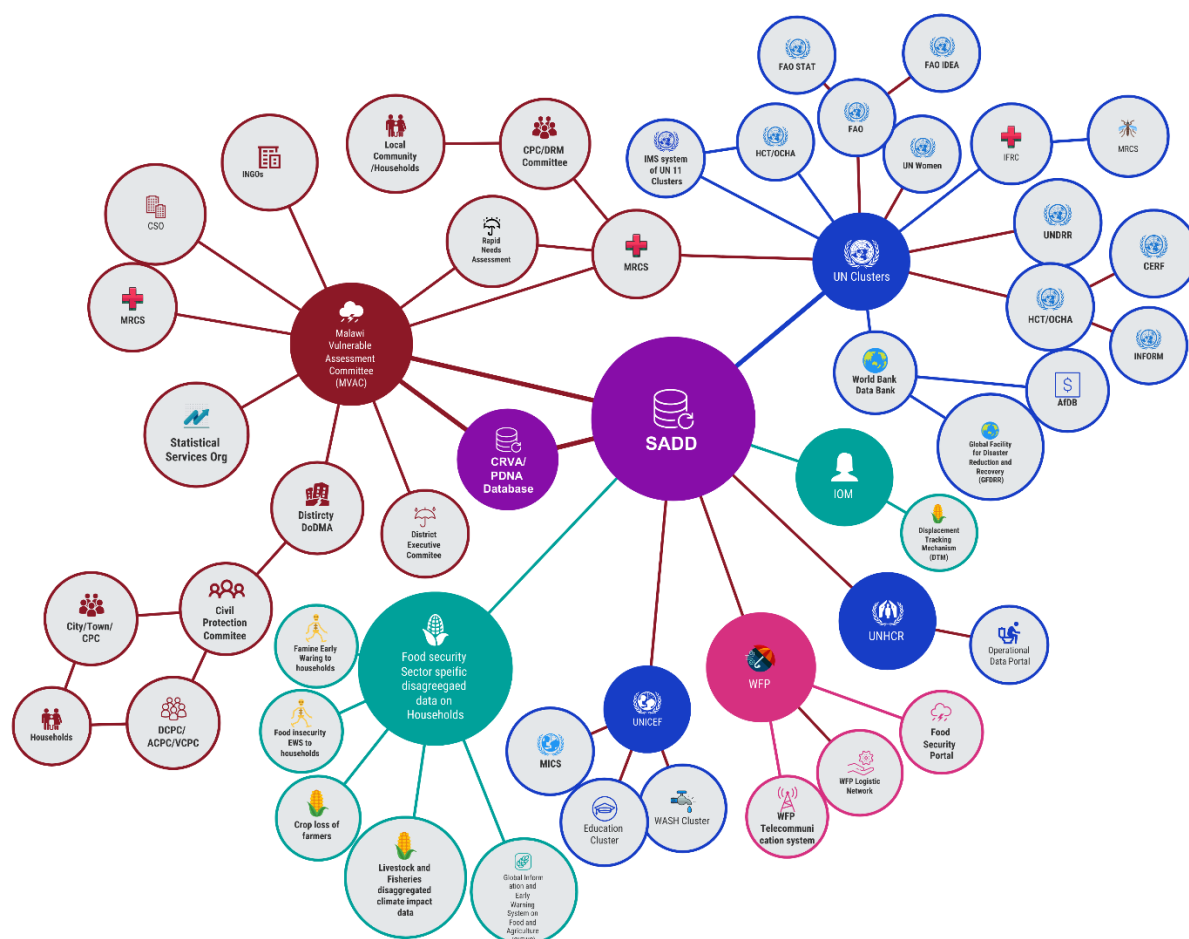 FAO STAT
FAO IDEA
FAO
IMS system
of UN 11
Clusters
HCT/OCHA
UN Women
IFRC
MRCS
Local
Community
/Households
CPC/DRM
Committee
INGOs
CSO
Rapid
Needs
Assessment
MRCS
UN Clusters
UNDRR
CERF
HCT/OCHA
INFORM
MRCS
Malawi
Vulnerable
Assessment
Committee
(MVAC)
World Bank
Data Bank
AfDB
Global Facility
for Disaster
Reduction and
Recovery
(GFDRR)
SADD
Statistical
Services Org
CRVA/
PDNA
Database
IOM
Displacement
Tracking
Mechanism
(DTM)
Distircty
DoDMA
District
Executive
Commitee
City/Town/
CPC
Civil
Protection
Commitee
Households
DCPC/
ACPC/VCPC
Famine Early
Waring to
households
Food insecurity
EWS to
households
Food security
Sector speific
disagreegaed
data on
Households
UNHCR
Operational
Data Portal
WFP
UNICEF
Food
Security
Portal
MICS
WFP Logistic
Network
Education
Cluster
WASH Cluster
WFP
Telecommuni
cation system
Crop loss of
farmers
Livestock and
Fisheries
disaggregated
climate impact
data
Global Inform
ation and
Early
Warning
System on
Food and
Agriculture